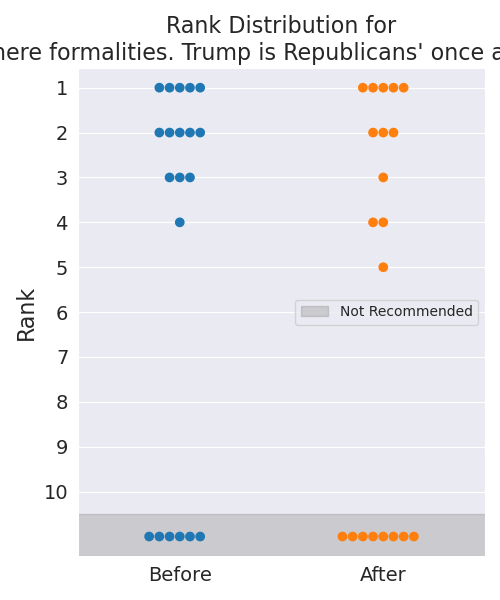 Rank Distribution for
formalities. Trump is Republicans' once
1
2
3
4
5
6
7
8
9
10
Rank
Not Recommended
Before
After